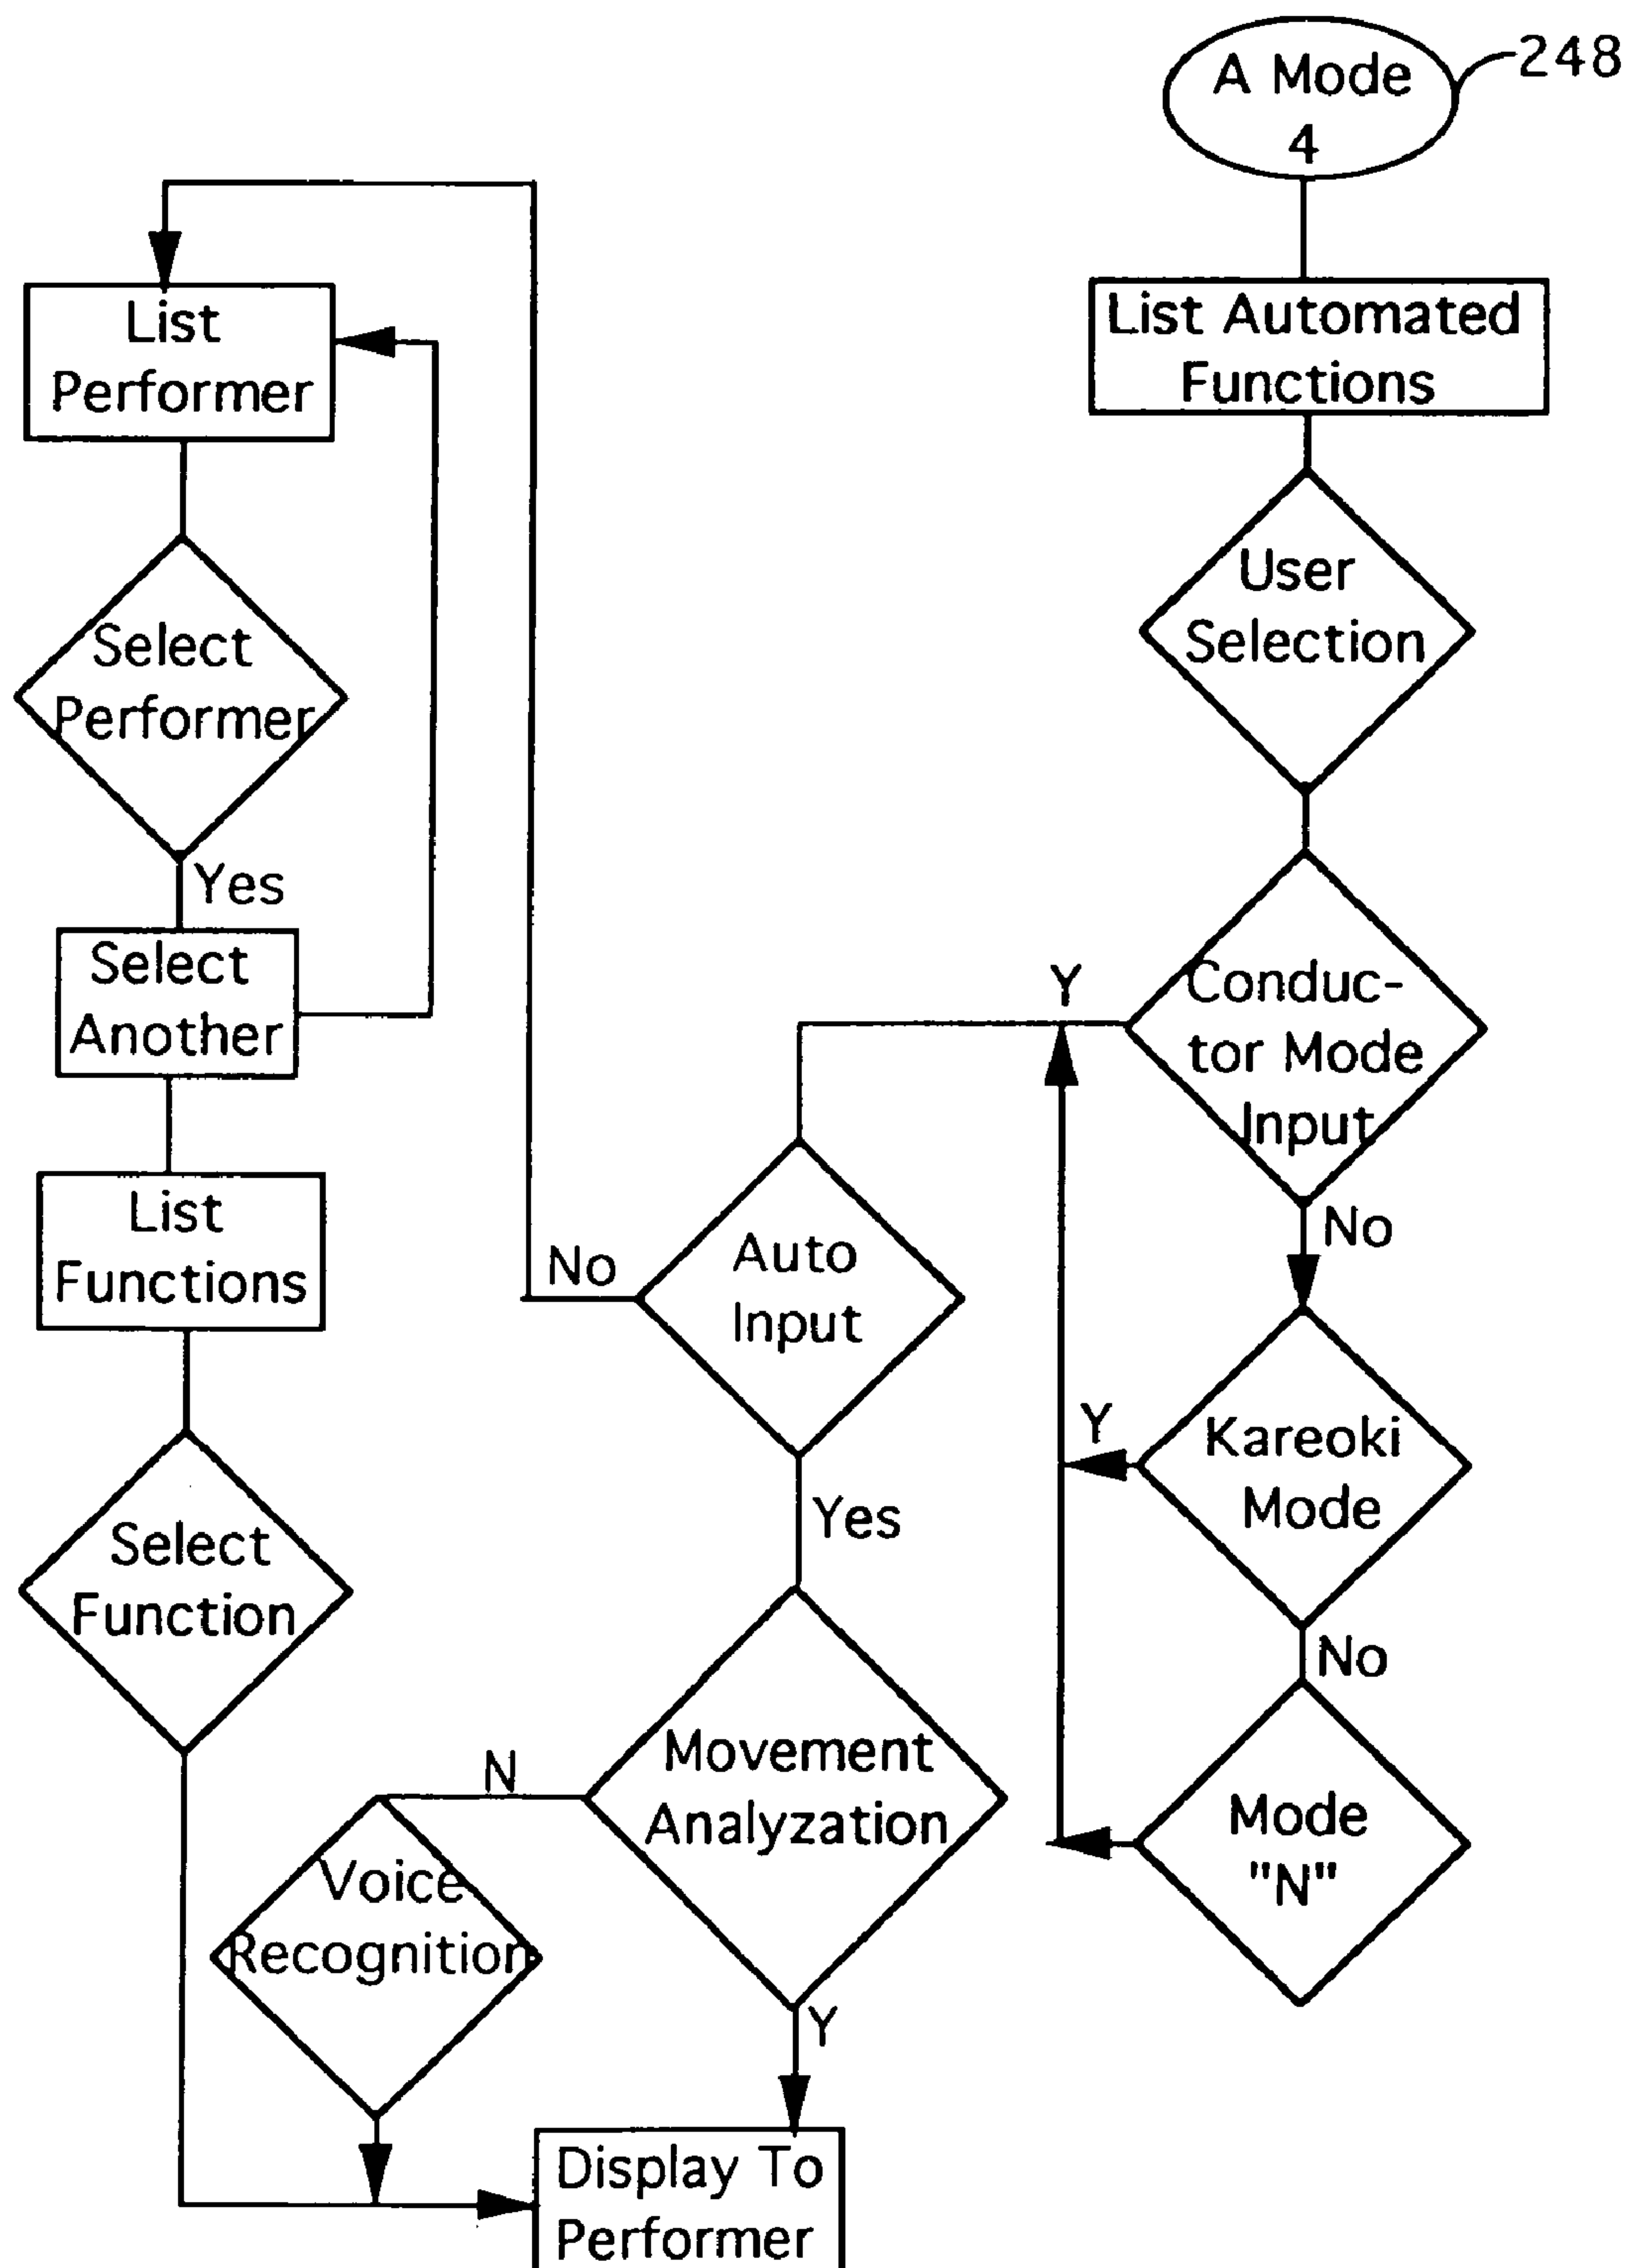 A Mode
4
248
List Automated
Functions
User
Selection
Conduc-
tor Mode
Input
Y
No
Kareoki
Mode
Y
No
Mode
"N"
Auto
Input
No
Yes
Movement
Analyzation
N
Y
Voice
Recognition
List
Performer
Select
Performer
Yes
Select
Another
List
Functions
Select
Function
Display To
Performer